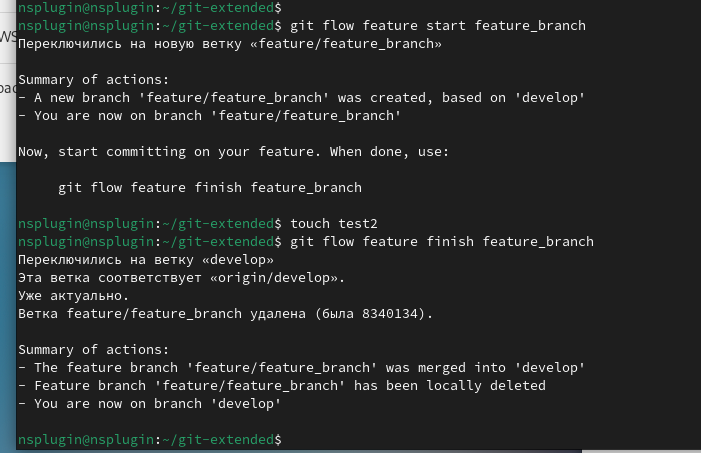 nsplugin@nsplugin:~/git-extended$
nsplugin@nsplugin:~/git-extended$ git flow feature start feature_branch
Переключились на новую ветку «feature/feature_branch»
Summary of actions:
- A new branch 'feature/feature_branch' was created, based on 'develop'
- You are now on branch 'feature/feature_branch'
Now, start committing on your feature. When done, use:
git flow feature finish feature_branch
nsplugin@nsplugin:~/git-extended$ touch test2
nsplugin@nsplugin:~/git-extended$ git flow feature finish feature_branch
Переключились на ветку «develop»
Эта ветка соответствует «origin/develop».
Уже актуально.
Ветка feature/feature_branch удалена (была 8340134).
Summary of actions:
- The feature branch 'feature/feature_branch' was merged into 'develop'
- Feature branch 'feature/feature_branch' has been locally deleted
- You are now on branch 'develop'
nsplugin@nsplugin:~/git-extended$